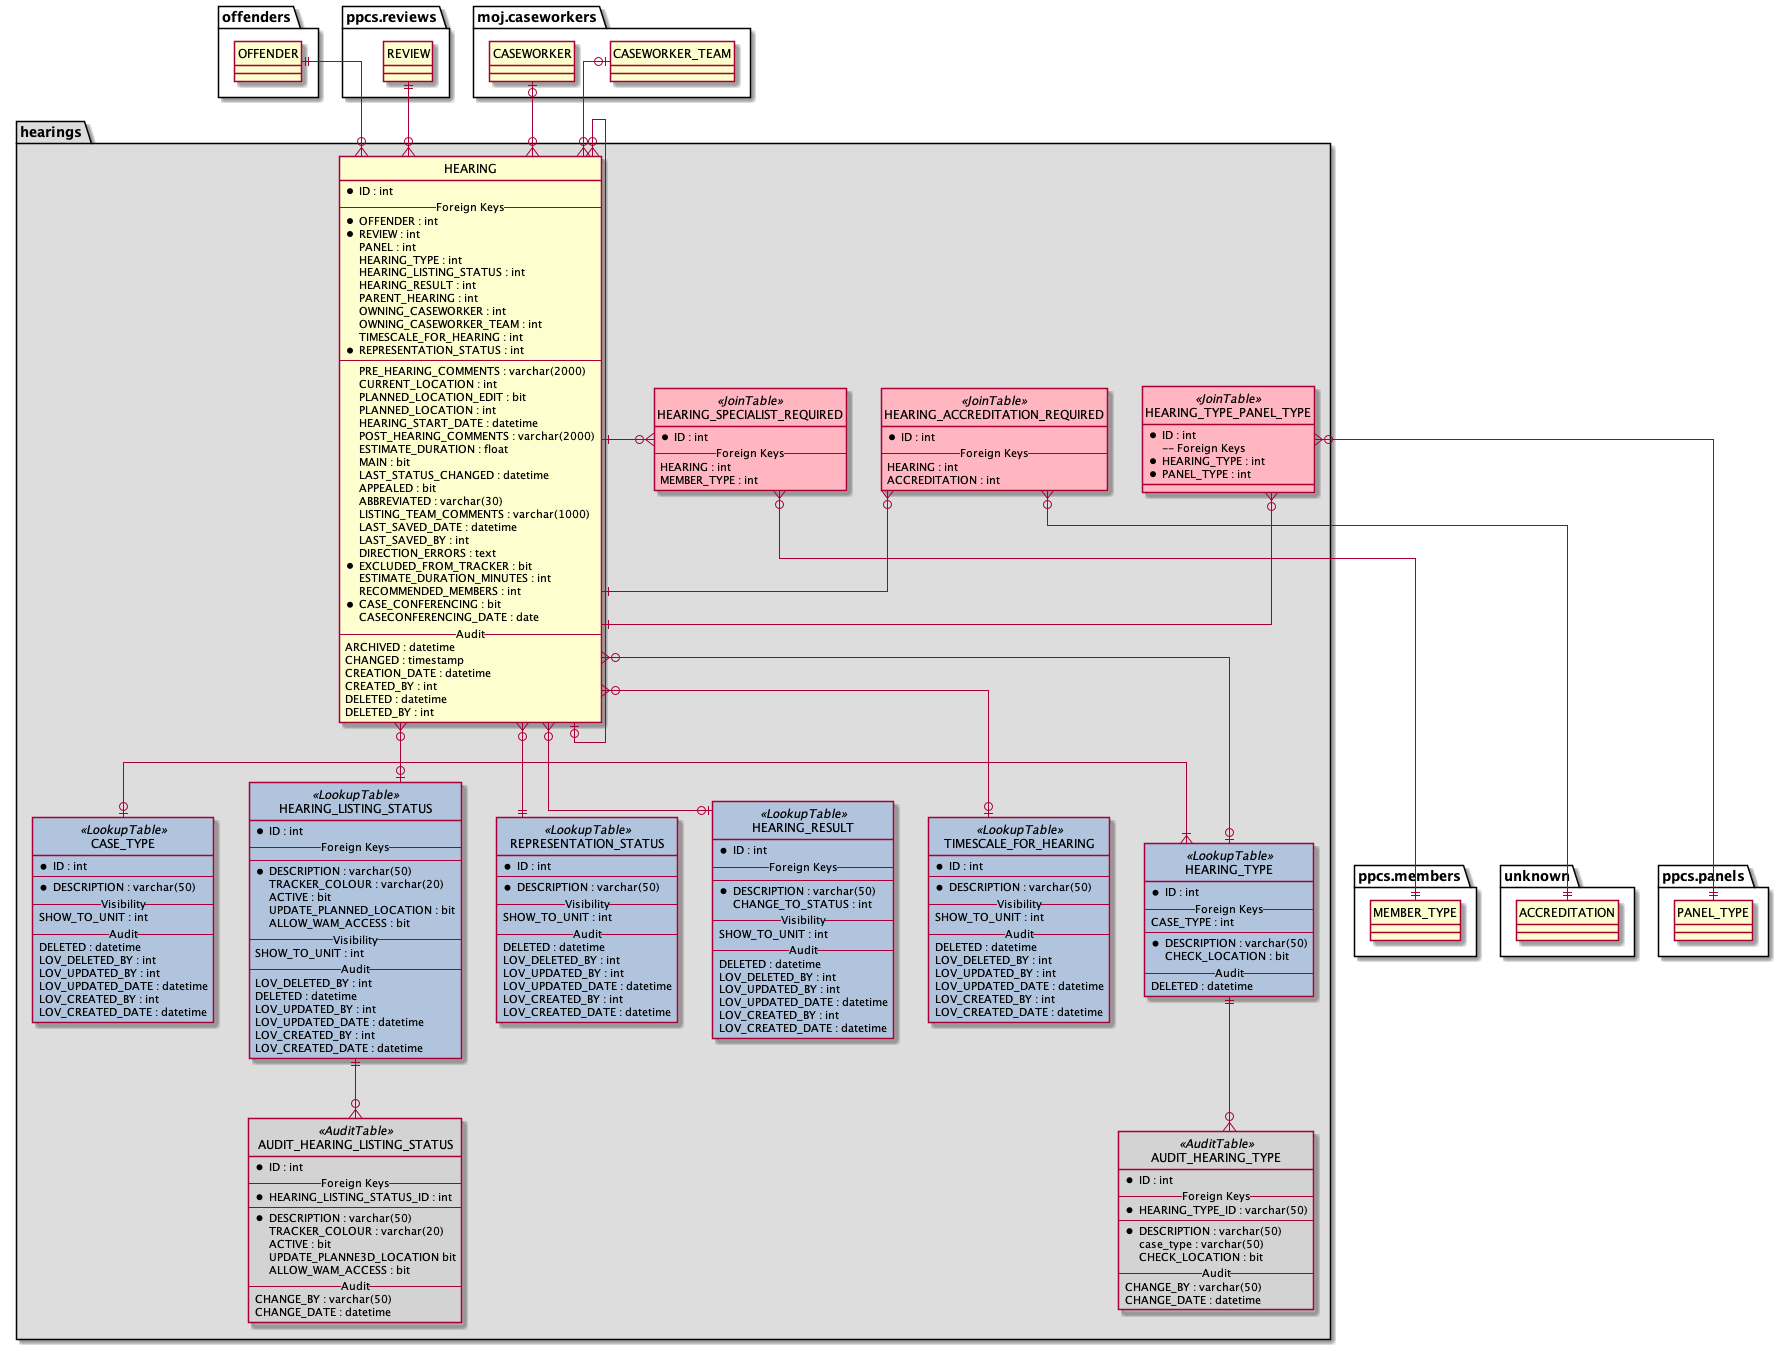 offenders
OFFENDER
ppcs.reviews
REVIEW
moj.caseworkers
CASEWORKER
CASEWORKER_TEAM
hearings
HEARING
ID : int
Foreign Keys
OFFENDER : int
REVIEW : int
PANEL : int
HEARING_TYPE : int
HEARING_LISTING_STATUS : int
HEARING_RESULT : int
PARENT_HEARING : int
OWNING_CASEWORKER : int
OWNING_CASEWORKER_TEAM : int
TIMESCALE_FOR_HEARING : int
REPRESENTATION_STATUS : int
PRE_HEARING_COMMENTS : varchar(2000)
CURRENT_LOCATION : int
PLANNED_LOCATION_EDIT : bit
PLANNED_LOCATION : int
HEARING_START_DATE : datetime
POST_HEARING_COMMENTS : varchar(2000)
ESTIMATE_DURATION : float
MAIN : bit
LAST_STATUS_CHANGED : datetime
APPEALED : bit
ABBREVIATED : varchar(30)
LISTING_TEAM_COMMENTS : varchar(1000)
LAST_SAVED_DATE : datetime
LAST_SAVED_BY : int
DIRECTION_ERRORS : text
EXCLUDED_FROM_TRACKER : bit
ESTIMATE_DURATION_MINUTES : int
RECOMMENDED_MEMBERS : int
CASE_CONFERENCING : bit
CASECONFERENCING_DATE : date
Audit
ARCHIVED : datetime
CHANGED : timestamp
CREATION_DATE : datetime
CREATED_BY : int
DELETED : datetime
DELETED_BY : int
«JoinTable»
HEARING_SPECIALIST_REQUIRED
ID : int
Foreign Keys
HEARING : int
MEMBER_TYPE : int
«JoinTable»
HEARING_ACCREDITATION_REQUIRED
ID : int
Foreign Keys
HEARING : int
ACCREDITATION : int
«JoinTable»
HEARING_TYPE_PANEL_TYPE
ID : int
-- Foreign Keys
HEARING_TYPE : int
PANEL_TYPE : int
«LookupTable»
CASE_TYPE
ID : int
DESCRIPTION : varchar(50)
Visibility
SHOW_TO_UNIT : int
Audit
DELETED : datetime
LOV_DELETED_BY : int
LOV_UPDATED_BY : int
LOV_UPDATED_DATE : datetime
LOV_CREATED_BY : int
LOV_CREATED_DATE : datetime
«LookupTable»
HEARING_LISTING_STATUS
ID : int
Foreign Keys
DESCRIPTION : varchar(50)
TRACKER_COLOUR : varchar(20)
ACTIVE : bit
UPDATE_PLANNED_LOCATION : bit
ALLOW_WAM_ACCESS : bit
Visibility
SHOW_TO_UNIT : int
Audit
LOV_DELETED_BY : int
DELETED : datetime
LOV_UPDATED_BY : int
LOV_UPDATED_DATE : datetime
LOV_CREATED_BY : int
LOV_CREATED_DATE : datetime
«LookupTable»
REPRESENTATION_STATUS
ID : int
DESCRIPTION : varchar(50)
Visibility
SHOW_TO_UNIT : int
Audit
DELETED : datetime
LOV_DELETED_BY : int
LOV_UPDATED_BY : int
LOV_UPDATED_DATE : datetime
LOV_CREATED_BY : int
LOV_CREATED_DATE : datetime
«LookupTable»
HEARING_RESULT
ID : int
Foreign Keys
DESCRIPTION : varchar(50)
CHANGE_TO_STATUS : int
Visibility
SHOW_TO_UNIT : int
Audit
DELETED : datetime
LOV_DELETED_BY : int
LOV_UPDATED_BY : int
LOV_UPDATED_DATE : datetime
LOV_CREATED_BY : int
LOV_CREATED_DATE : datetime
«LookupTable»
TIMESCALE_FOR_HEARING
ID : int
DESCRIPTION : varchar(50)
Visibility
SHOW_TO_UNIT : int
Audit
DELETED : datetime
LOV_DELETED_BY : int
LOV_UPDATED_BY : int
LOV_UPDATED_DATE : datetime
LOV_CREATED_BY : int
LOV_CREATED_DATE : datetime
«LookupTable»
HEARING_TYPE
ID : int
Foreign Keys
CASE_TYPE : int
DESCRIPTION : varchar(50)
CHECK_LOCATION : bit
Audit
DELETED : datetime
ppcs.members
MEMBER_TYPE
unknown
ACCREDITATION
ppcs.panels
PANEL_TYPE
«AuditTable»
AUDIT_HEARING_LISTING_STATUS
ID : int
Foreign Keys
HEARING_LISTING_STATUS_ID : int
DESCRIPTION : varchar(50)
TRACKER_COLOUR : varchar(20)
ACTIVE : bit
UPDATE_PLANNE3D_LOCATION bit
ALLOW_WAM_ACCESS : bit
Audit
CHANGE_BY : varchar(50)
CHANGE_DATE : datetime
«AuditTable»
AUDIT_HEARING_TYPE
ID : int
Foreign Keys
HEARING_TYPE_ID : varchar(50)
DESCRIPTION : varchar(50)
case_type : varchar(50)
CHECK_LOCATION : bit
Audit
CHANGE_BY : varchar(50)
CHANGE_DATE : datetime